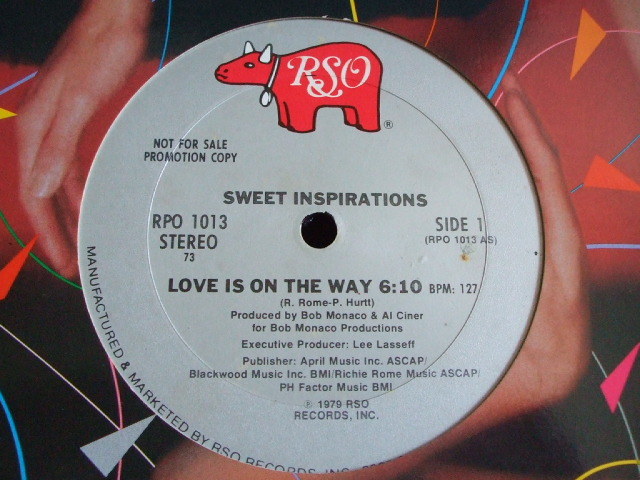 RSO
®
NOT FOR SALE
PROMOTION COPY
SWEET INSPIRATIONS
RPO 1013
STEREO
73
SIDE 1
(RPO 1013 AS)
LOVE IS ON THE WAY 6:10 BPM: 127
(R. Rome-P. Hurtt)
Produced by Bob Monaco & Al Ciner
for Bob Monaco Productions
Executive Producer: Lee Lasseff
Publisher: April Music Inc. ASCAP/
Blackwood Music Inc. BMI/Richie Rome Music ASCAP/
PH Factor Music BMI
℗ 1979 RSO
RECORDS, INC.
MANUFACTURED & MARKETED BY RSO RECORDS, INC.